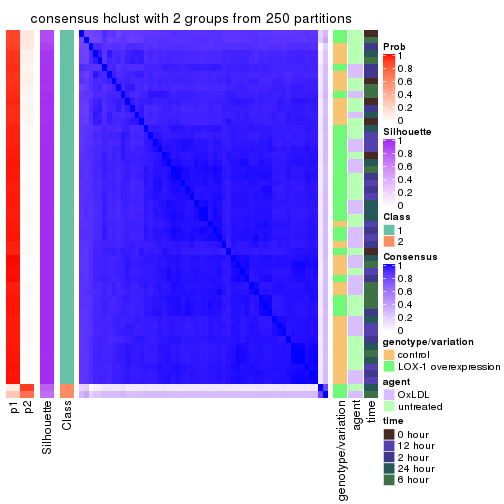 consensus hclust with 2 groups from 250 partitions
p1
p2
Silhouette
Class
genotype/variation
agent
time
Prob
1
0.8
0.6
0.4
0.2
0
Silhouette
1
0.8
0.6
0.4
0.2
0
Class
1
2
Consensus
1
0.8
0.6
0.4
0.2
0
genotype/variation
control
LOX-1 overexpression
agent
OxLDL
untreated
time
0 hour
12 hour
2 hour
24 hour
6 hour